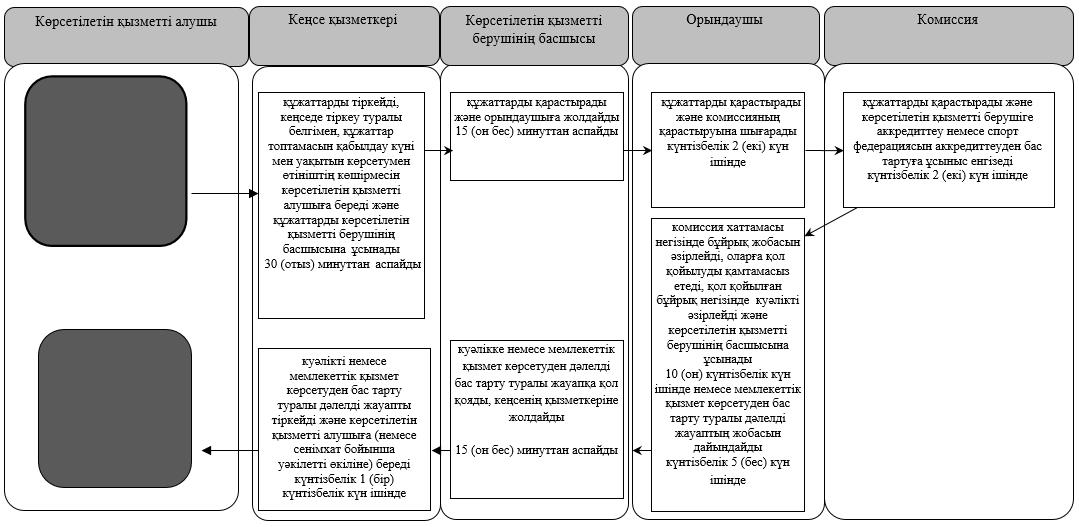 Көрсетілетін қызметті алушы
Кеңсе қызметкері
Көрсетілетін қызметті
берушінің басшысы
Орындаушы
Комиссия
құжаттарды тіркейді,
кеңседе тіркеу туралы
белгімен, құжаттар
топтамасын қабылдау күні
мен уақытын көрсетумен
өтініштің көшірмесін
көрсетілетін қызметті
алушыға береді және
құжаттарды көрсетілетін
қызметті берушінің
басшысына ұсынады
30 (отыз) минуттан аспайды
құжаттарды қарастырады
және орындаушыға жолдайды
15 (он бес) минуттан аспайды
құжаттарды қарастырады
және комиссияның
қарастыруына шығарады
күнтізбелік 2 (екі) күн
ішінде
құжаттарды қарастырады және
көрсетілетін қызметті берушіге
аккредиттеу немесе спорт
федерациясын аккредиттеуден бас
тартуға ұсыныс енгізеді
күнтізбелік 2 (екі) күн ішінде
комиссия хаттамасы
негізінде бұйрық жобасын
әзірлейді, оларға қол
қойылуды қамтамасыз
етеді, қол қойылған
бұйрық негізінде куәлікті
әзірлейді және
көрсетілетін қызметті
берушінің басшысына
ұсынады
10 (он) күнтізбелік күн
ішінде немесе мемлекеттік
қызмет көрсетуден бас
тарту туралы дәлелді
жауаптың жобасын
дайындайды
күнтізбелік 5 (бес) күн
ішінде
куәлікке немесе мемлекеттік
қызмет көрсетуден дәлелді
бас тарту туралы жауапқа қол
қояды, кеңсенің қызметкеріне
жолдайды
15 (он бес) минуттан аспайды
куәлікті немесе
мемлекеттік қызмет
көрсетуден бас тарту
туралы дәлелді жауапты
тіркейді және көрсетілетін
қызметті алушыға (немесе
сенімхат бойынша
уәкілетті өкіліне) береді
күнтізбелік 1 (бір)
күнтізбелік күн ішінде